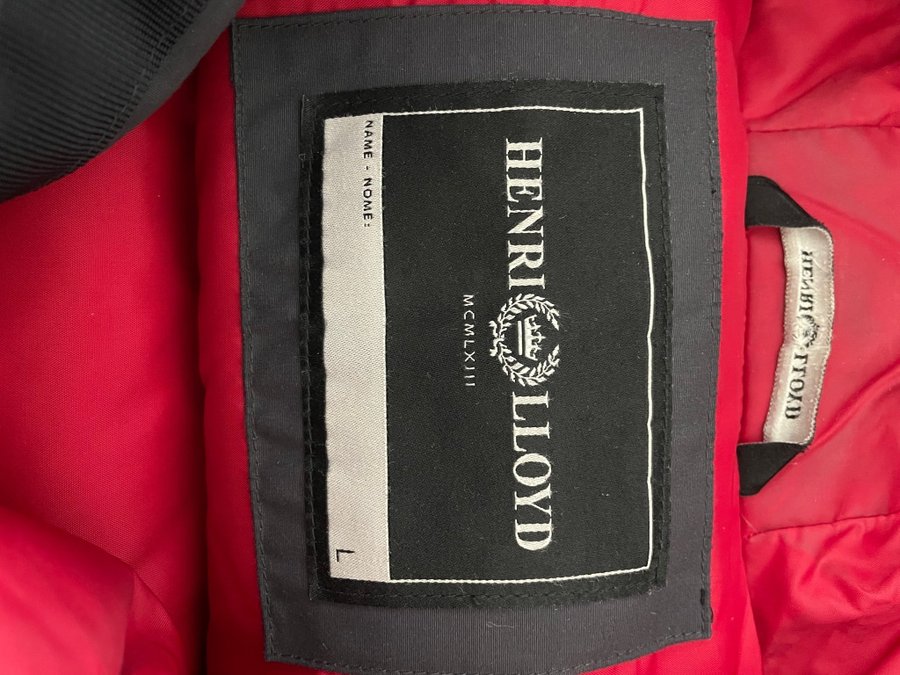 HENRI LLOYD
MCMLXIII
NAME - NOME:
L
HENRI LLOYD